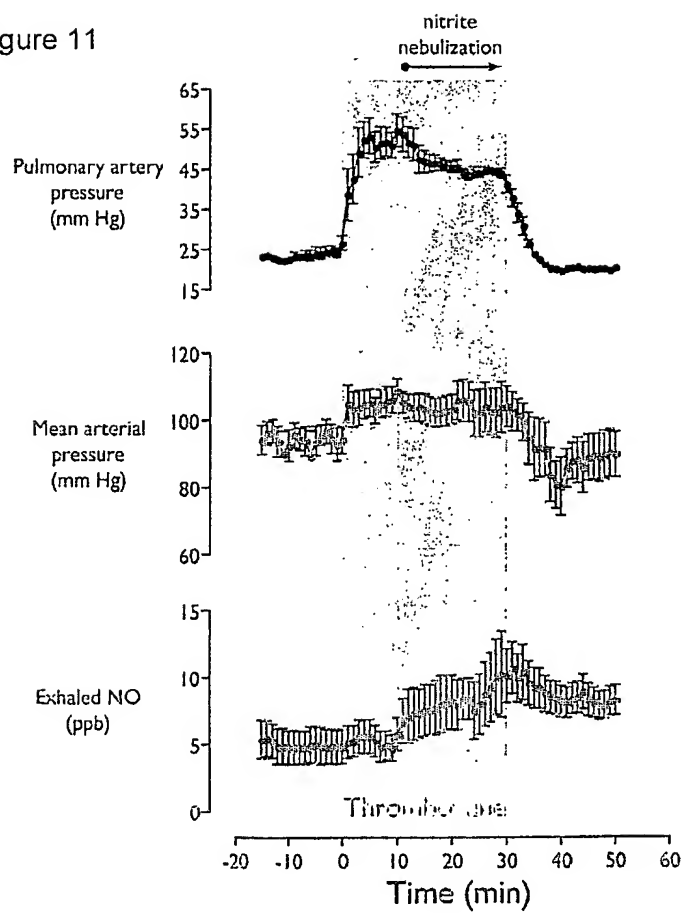 gure 11
nitrite
nebulization
65
55
45
35
25
15
Pulmonary artery
pressure
(mm Hg)
120
100
80
60
Mean arterial
pressure
(mm Hg)
15
10
5
0
Exhaled NO
(ppb)
-20 -10 0 10 20 30 40 50 60
Time (min)